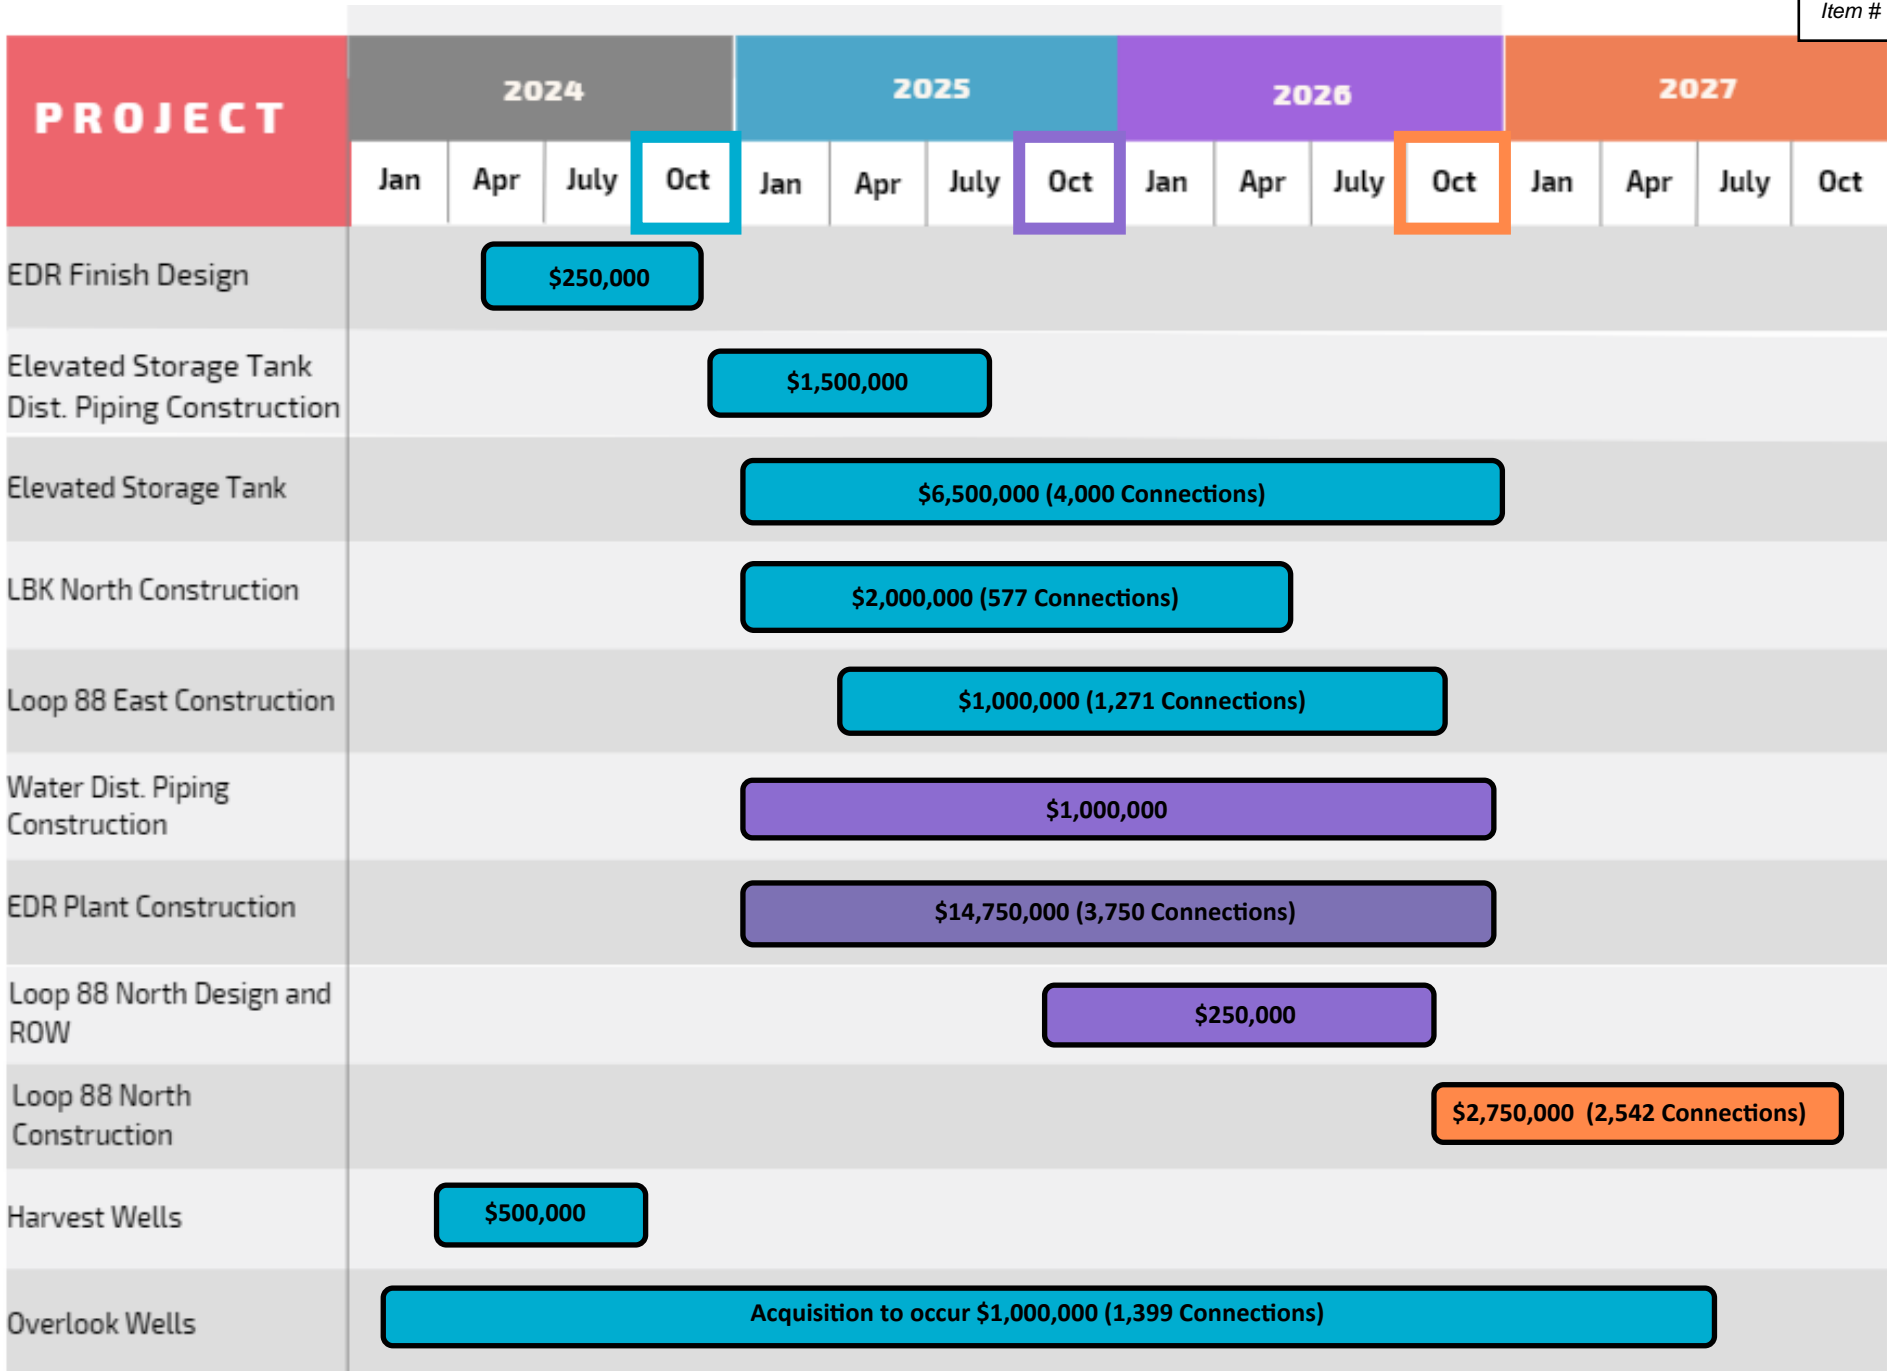 Item #
PROJECT
2024
2025
2026
2027
Jan Apr July Oct Jan Apr July Oct Jan Apr July Oct Jan Apr July Oct
EDR Finish Design
$250,000
Elevated Storage Tank
Dist. Piping Construction
$1,500,000
Elevated Storage Tank
$6,500,000 (4,000 Connections)
LBK North Construction
$2,000,000 (577 Connections)
Loop 88 East Construction
$1,000,000 (1,271 Connections)
Water Dist. Piping
Construction
$1,000,000
EDR Plant Construction
$14,750,000 (3,750 Connections)
Loop 88 North Design and
ROW
$250,000
Loop 88 North
Construction
$2,750,000 (2,542 Connections)
Harvest Wells
$500,000
Overlook Wells
Acquisition to occur $1,000,000 (1,399 Connections)